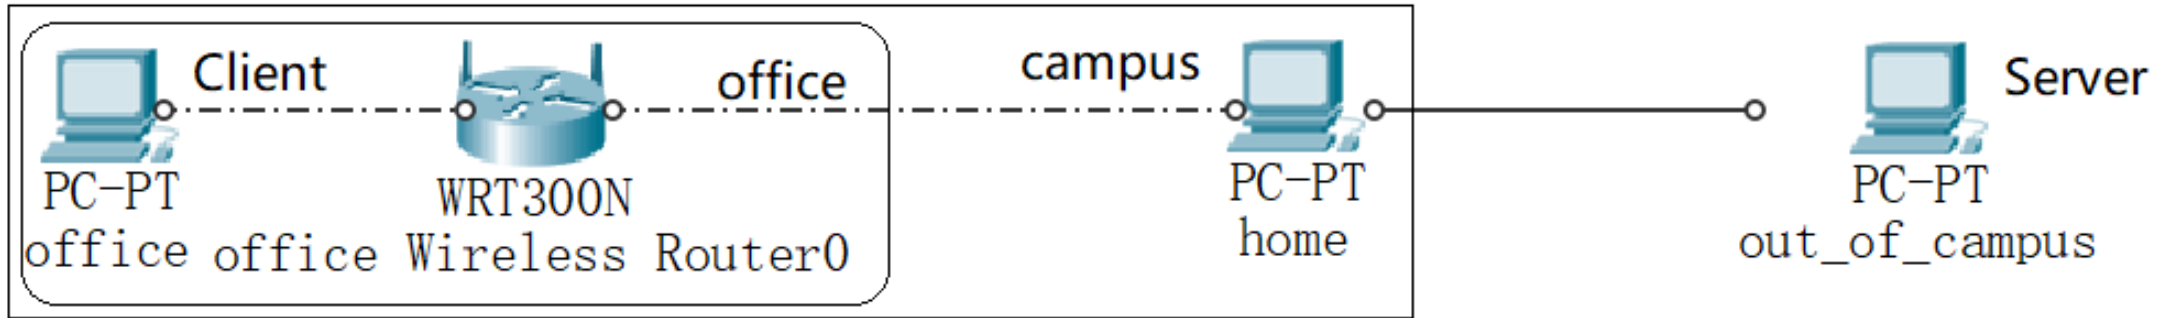 Client
office
campus
Server
PC-PT
office
WRT300N
office Wireless Router0
PC-PT
home
PC-PT
out_of_campus